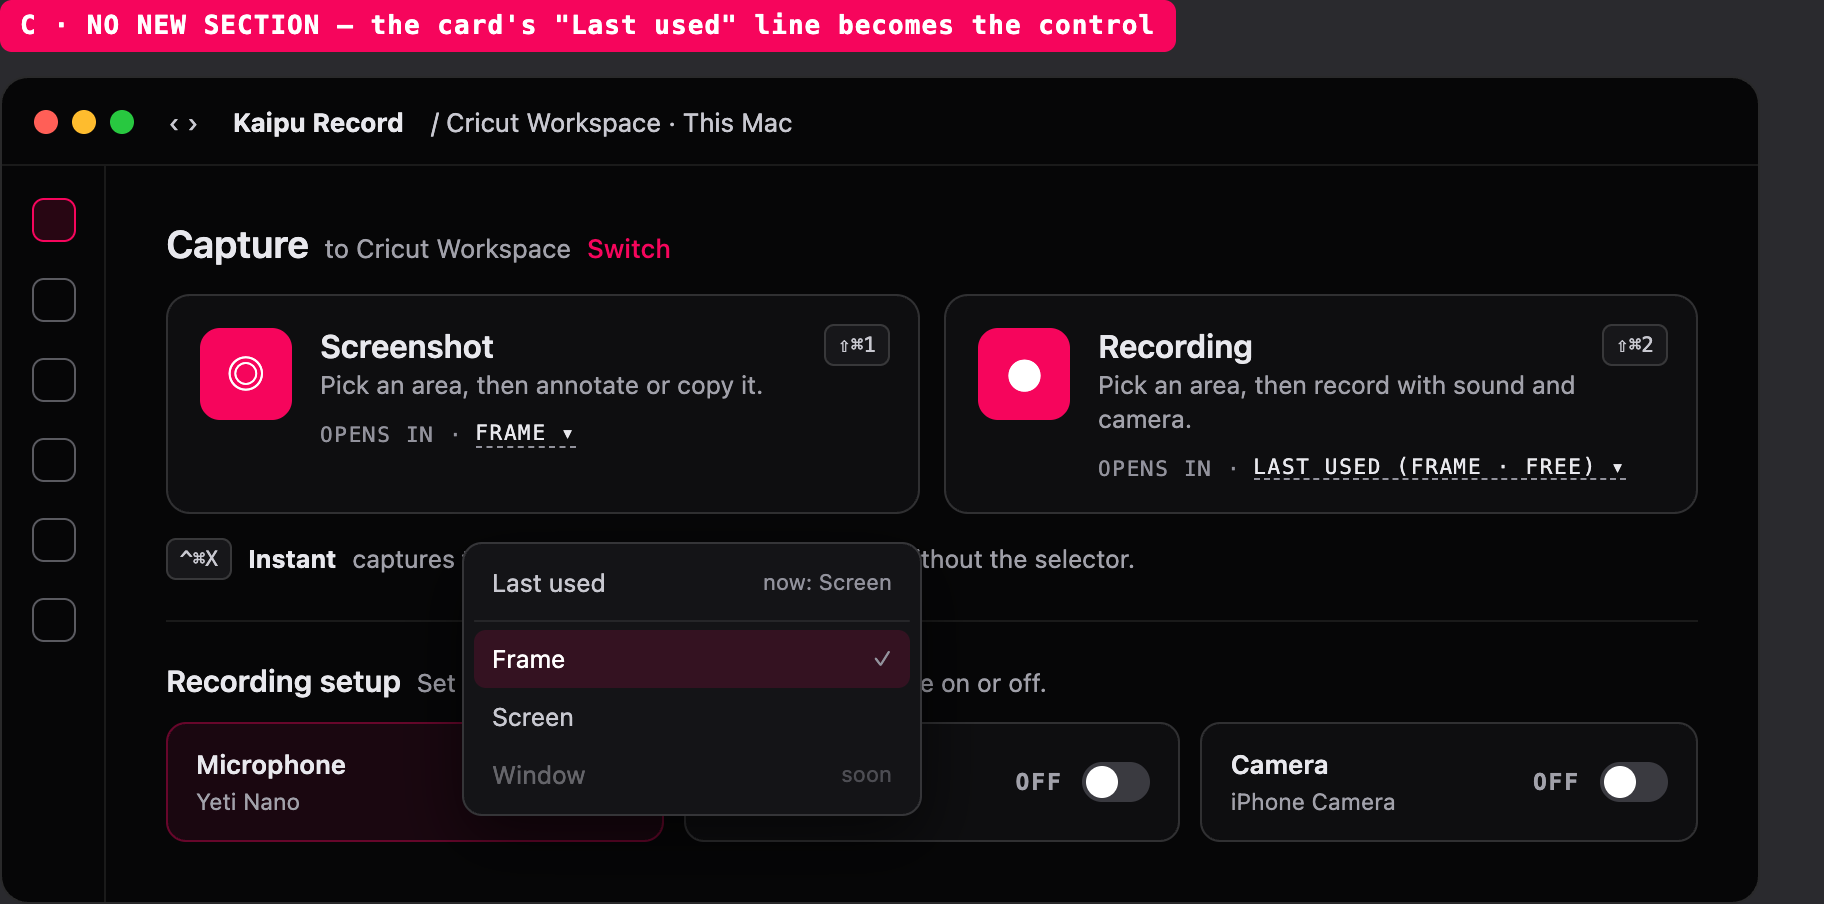 C · NO NEW SECTION — the card's "Last used" line becomes the control
‹ › Kaipu Record / Cricut Workspace · This Mac
Capture to Cricut Workspace Switch
Screenshot ⇧⌘1
Pick an area, then annotate or copy it.
OPENS IN · FRAME ▾
Recording ⇧⌘2
Pick an area, then record with sound and
camera.
OPENS IN · LAST USED (FRAME · FREE) ▾
^⌘X Instant captures thout the selector.
Last used now: Screen
Frame ✓
Screen
Window soon
Recording setup Set e on or off.
Microphone
Yeti Nano
OFF
Camera OFF
iPhone Camera